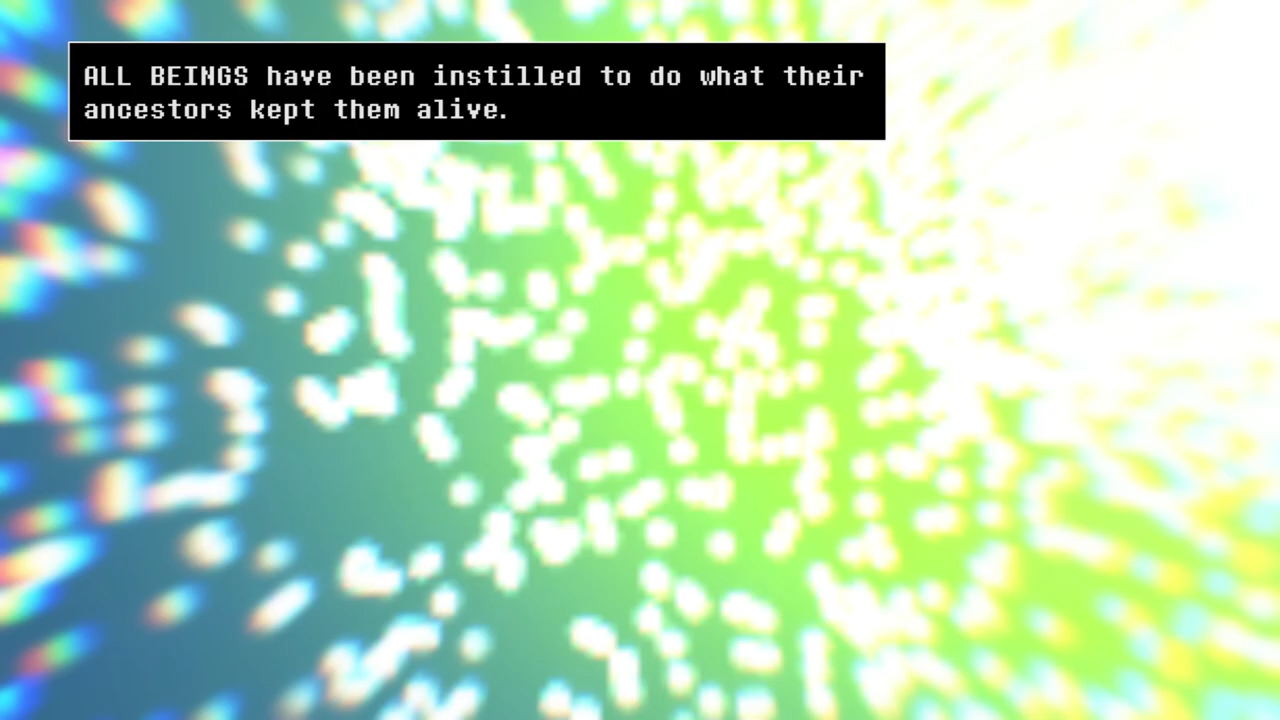 ALL BEINGS have been instilled to do what their
ancestors kept them alive.